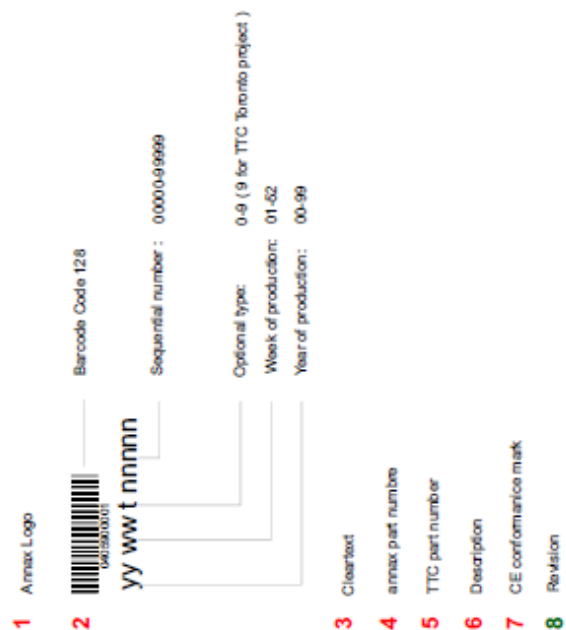 1 Annax Logo
2 Barcode Code 128
0405900001
yy ww t nnnnn
Sequential number : 00000-99999
Optional type: 0-9 ( 9 for TTC Toronto project )
Week of production: 01-52
Year of production: 00-99
3 Cleartext
4 annax part numbre
5 TTC part number
6 Description
7 CE conformanice mark
8 Revision